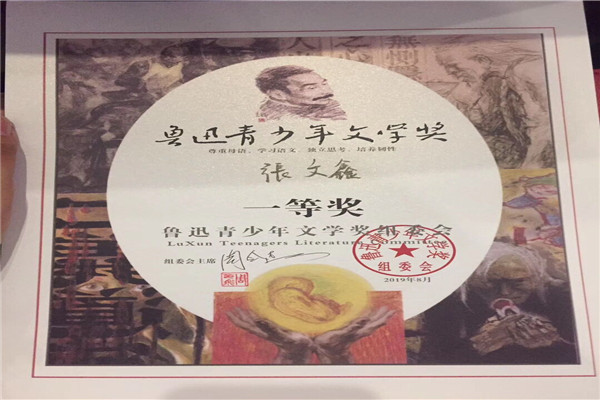 鲁迅青少年文学奖
尊重母语、学习语文、独立思考、培养韧性
張文鑫
一等奖
鲁迅青少年文学奖组委会
LuXun Teenagers Literature Committee
组委会主席
组委会
2019年8月